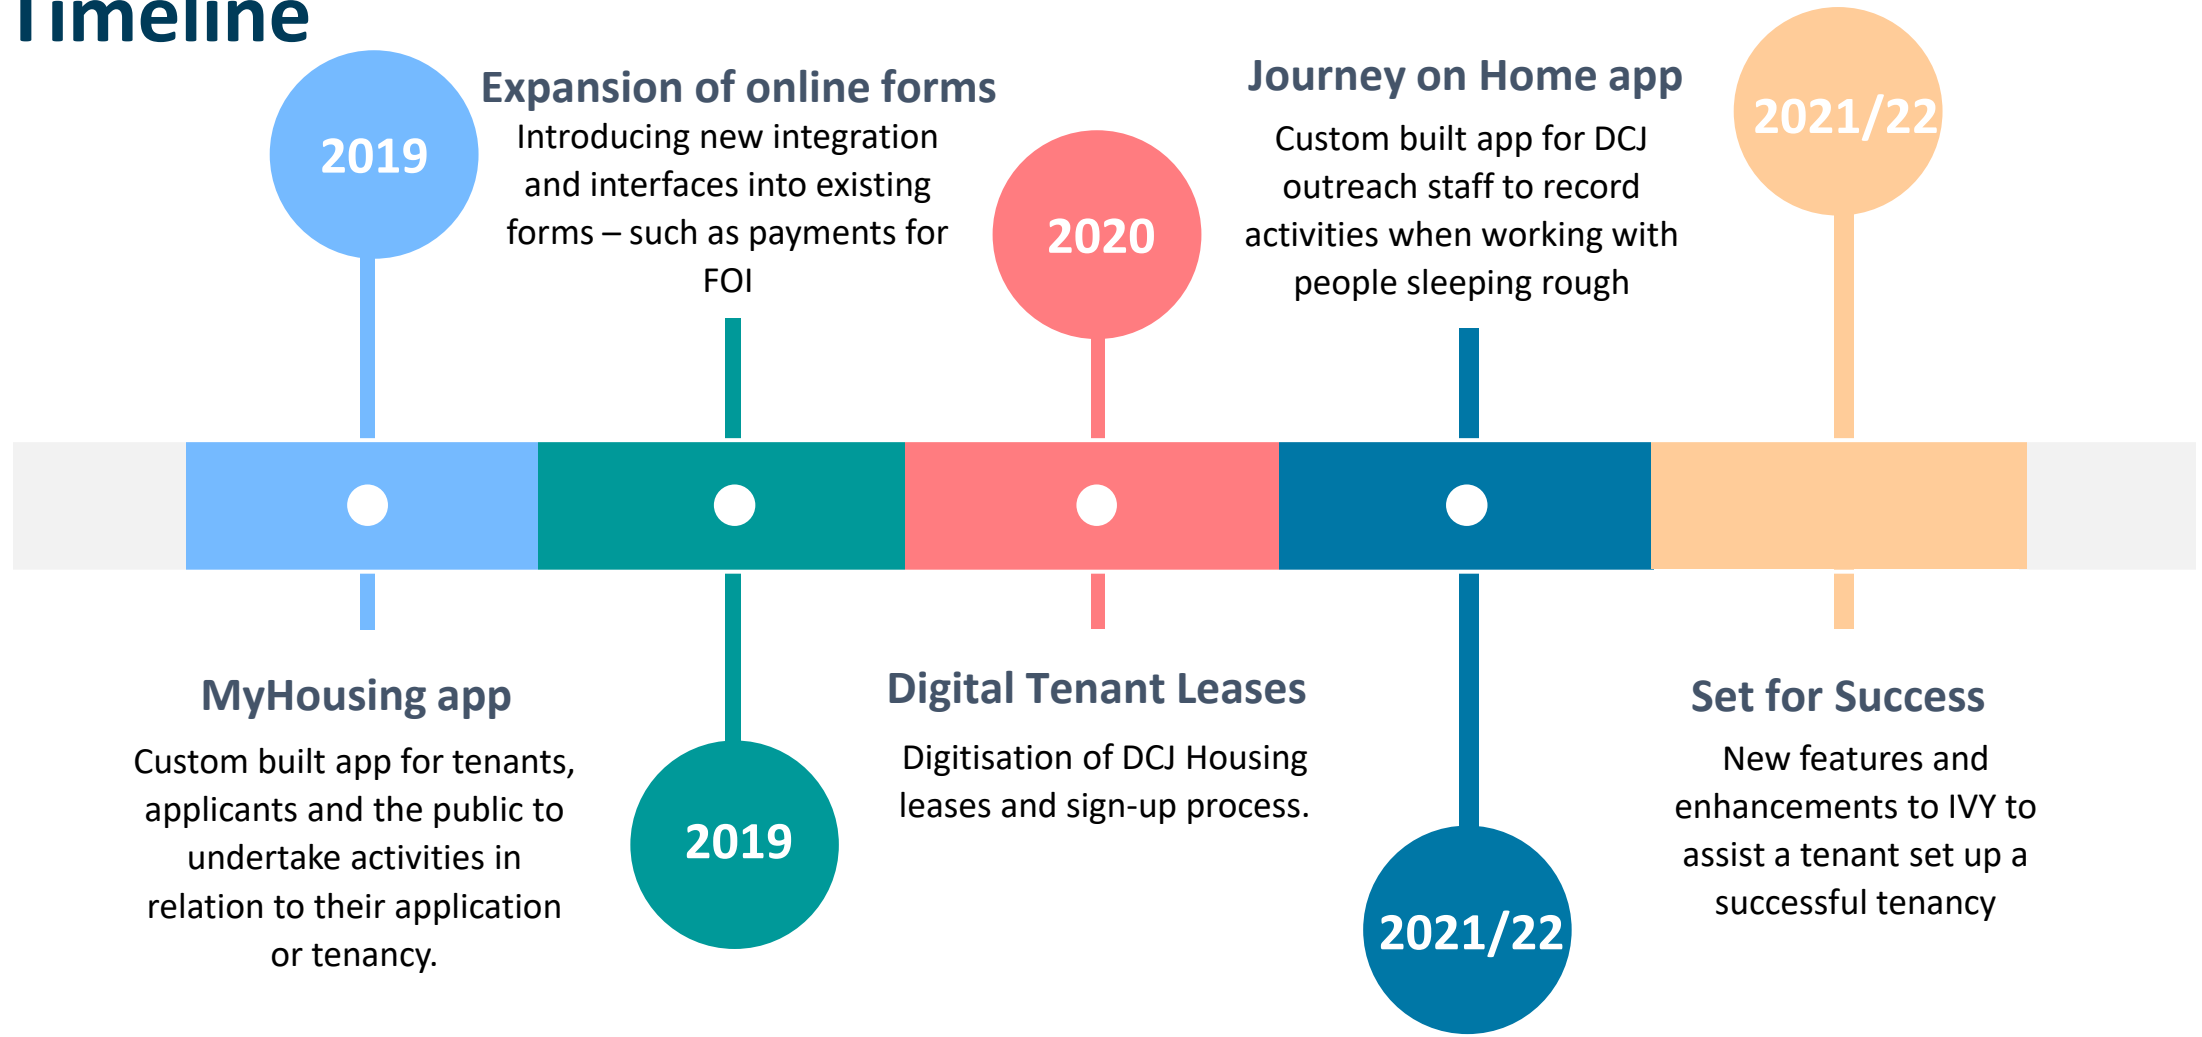 Timeline
2019
MyHousing app
Custom built app for tenants,
applicants and the public to
undertake activities in
relation to their application
or tenancy.
Expansion of online forms
Introducing new integration
and interfaces into existing
forms – such as payments for
FOI
2019
2020
Digital Tenant Leases
Digitisation of DCJ Housing
leases and sign-up process.
Journey on Home app
Custom built app for DCJ
outreach staff to record
activities when working with
people sleeping rough
2021/22
2021/22
Set for Success
New features and
enhancements to IVY to
assist a tenant set up a
successful tenancy